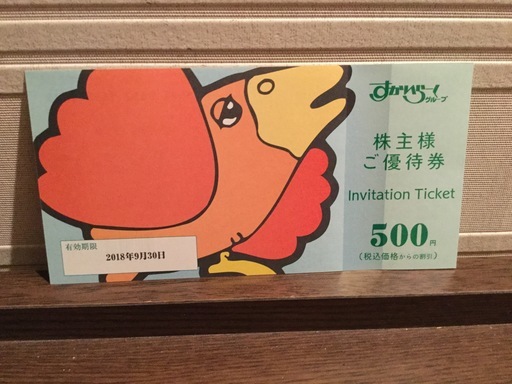 すかいらーく
グループ
株主様
ご優待券
Invitation Ticket
500円
(税込価格からの割引)
有効期限
2018年9月30日